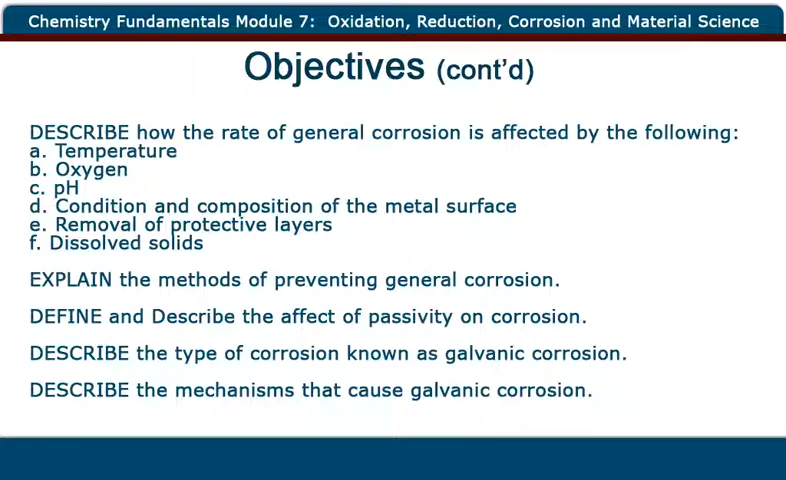 Chemistry Fundamentals Module 7: Oxidation, Reduction, Corrosion and Material Science
Objectives (cont'd)
DESCRIBE how the rate of general corrosion is affected by the following:
a. Temperature
b. Oxygen
c. pH
d. Condition and composition of the metal surface
e. Removal of protective layers
f. Dissolved solids
EXPLAIN the methods of preventing general corrosion.
DEFINE and Describe the affect of passivity on corrosion.
DESCRIBE the type of corrosion known as galvanic corrosion.
DESCRIBE the mechanisms that cause galvanic corrosion.